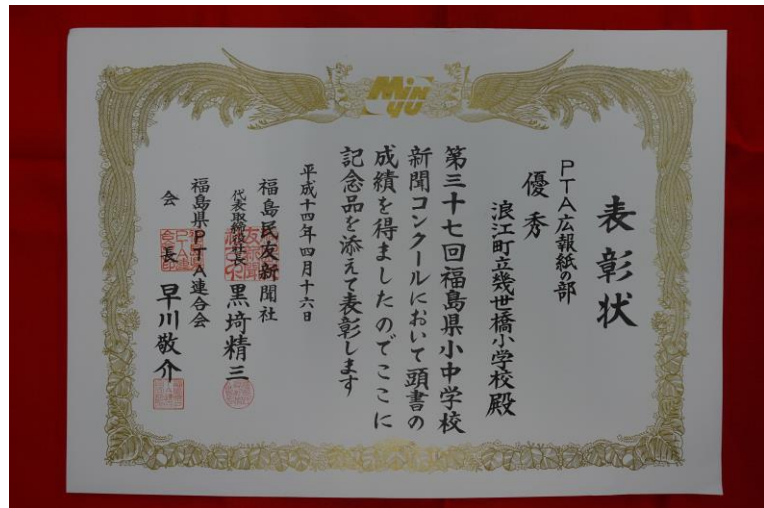 MiNYU
表彰状
PTA広報紙の部
優秀
浪江町立幾世橋小学校殿
第三十七回福島県小中学校
新聞コンクールにおいて頭書の
成績を得ましたのでここに
記念品を添えて表彰します
平成十四年四月十六日
福島民友新聞社
代表取締役社長 黒埼精三
福島県PTA連合会
会長 早川敬介